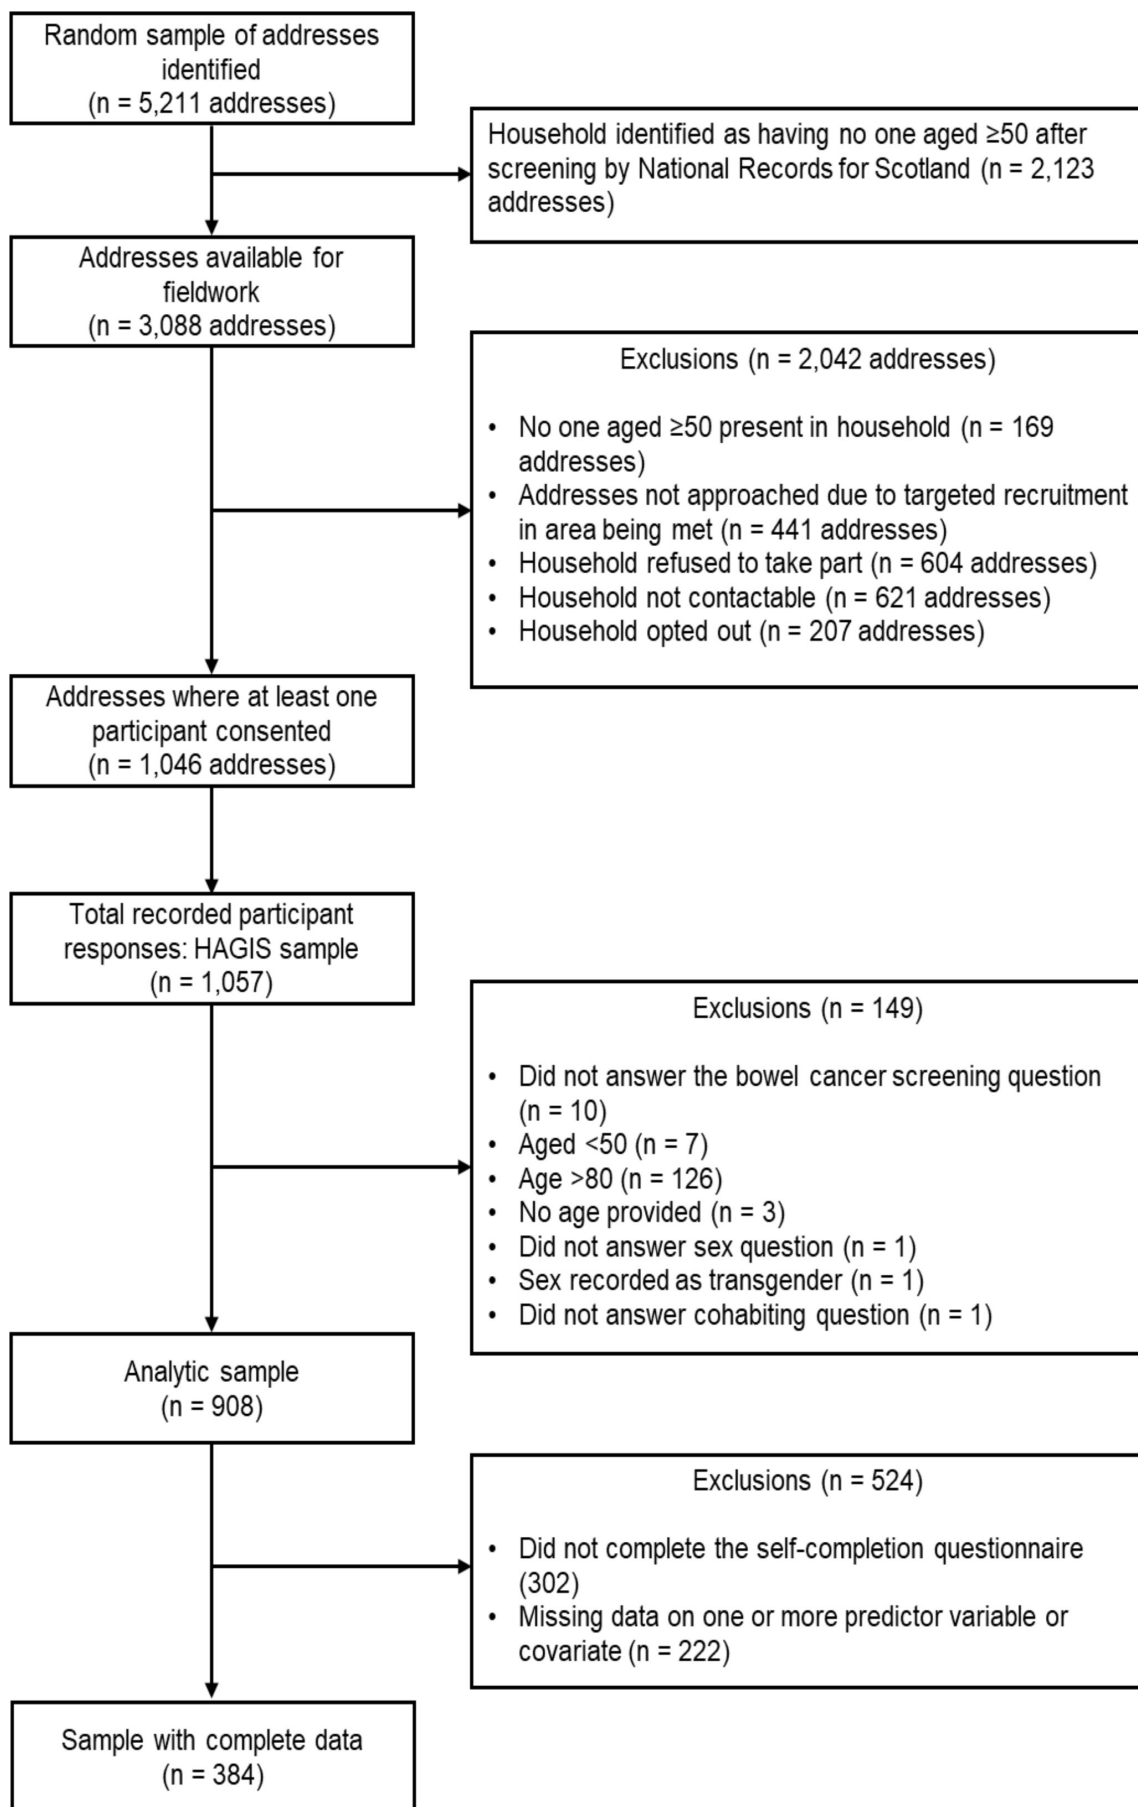 Random sample of addresses
identified
(n = 5,211 addresses)
Household identified as having no one aged ≥50 after
screening by National Records for Scotland (n = 2,123
addresses)
Addresses available for
fieldwork
(n = 3,088 addresses)
Exclusions (n = 2,042 addresses)
• No one aged ≥50 present in household (n = 169
addresses)
• Addresses not approached due to targeted recruitment
in area being met (n = 441 addresses)
• Household refused to take part (n = 604 addresses)
• Household not contactable (n = 621 addresses)
• Household opted out (n = 207 addresses)
Addresses where at least one
participant consented
(n = 1,046 addresses)
Total recorded participant
responses: HAGIS sample
(n = 1,057)
Exclusions (n = 149)
• Did not answer the bowel cancer screening question
(n = 10)
• Aged <50 (n = 7)
• Age >80 (n = 126)
• No age provided (n = 3)
• Did not answer sex question (n = 1)
• Sex recorded as transgender (n = 1)
• Did not answer cohabiting question (n = 1)
Analytic sample
(n = 908)
Exclusions (n = 524)
• Did not complete the self-completion questionnaire
(302)
• Missing data on one or more predictor variable or
covariate (n = 222)
Sample with complete data
(n = 384)